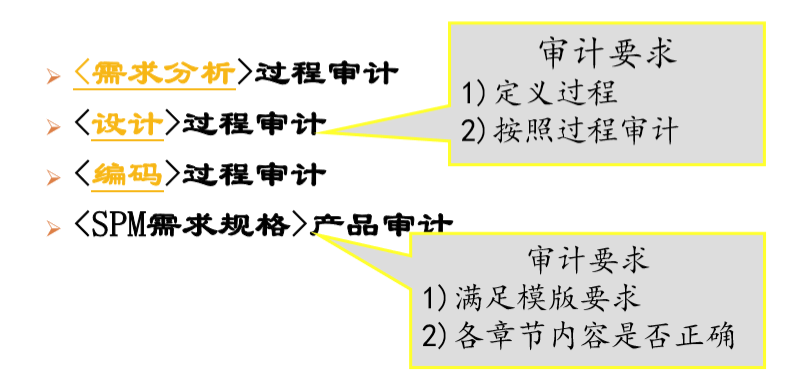 <需求分析>过程审计
<设计>过程审计
<编码>过程审计
<SPM需求规格>产品审计
审计要求
1)定义过程
2)按照过程审计
审计要求
1)满足模版要求
2)各章节内容是否正确